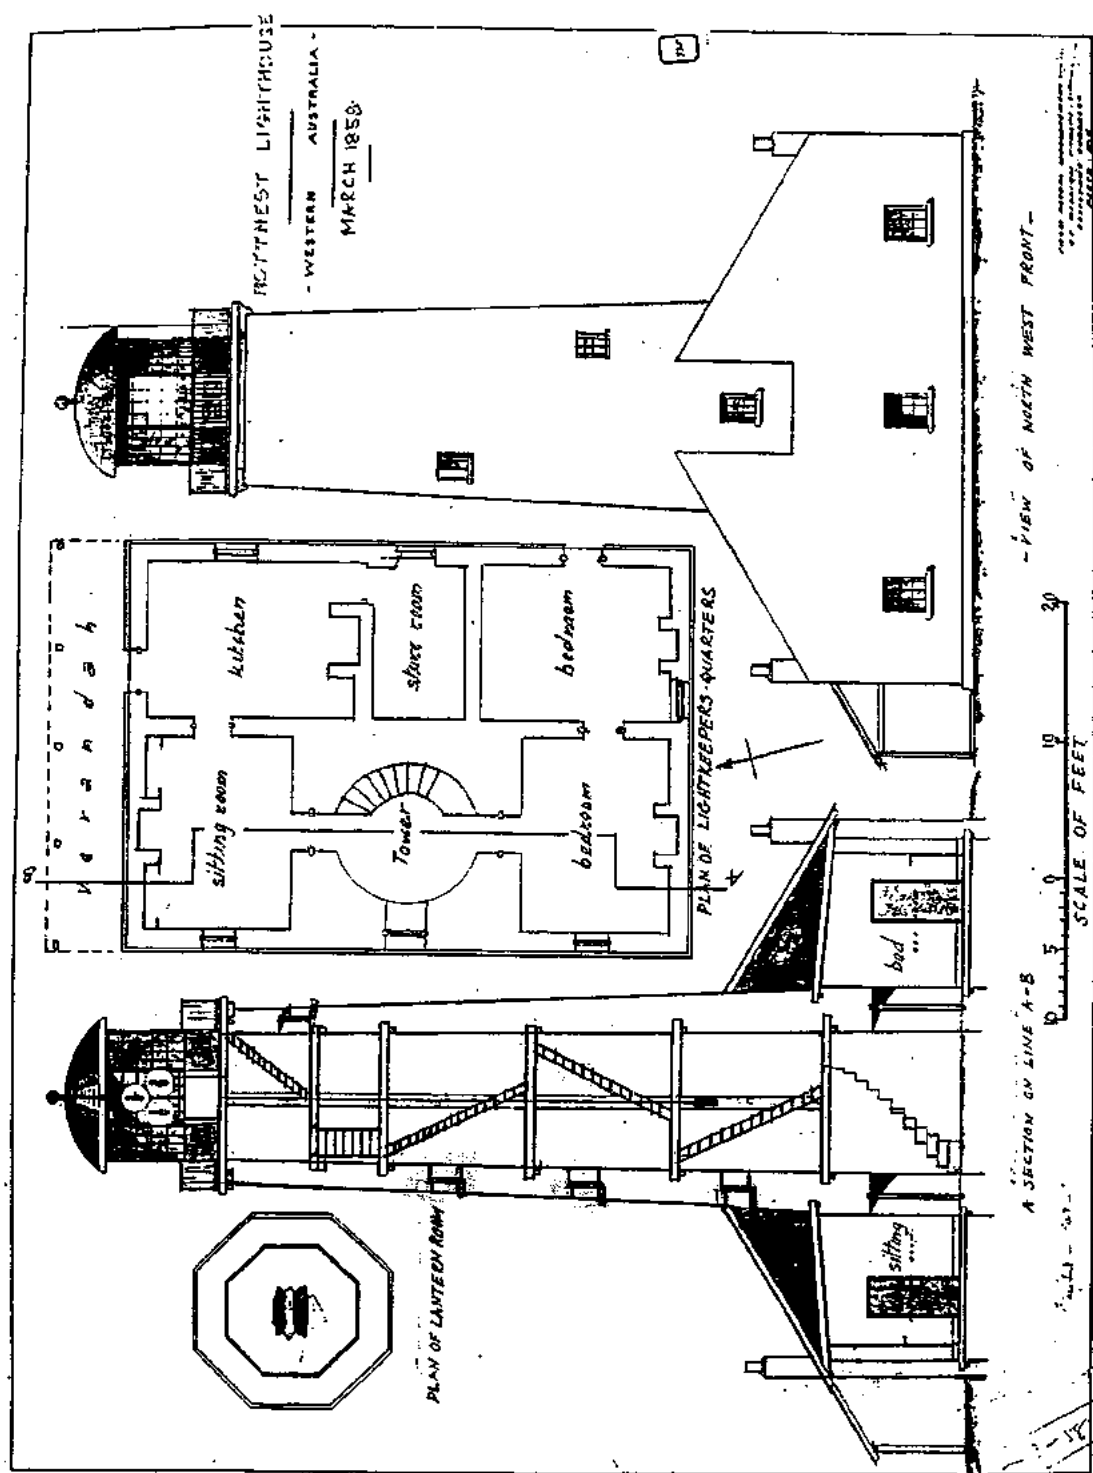 ROTTNEST LIGHTHOUSE
- WESTERN AUSTRALIA -
MARCH 1858
- VIEW OF NORTH WEST FRONT -
Verandah
kitchen
store room
bedroom
sitting room
Tower
bedroom
B
A
PLAN OF LIGHTKEEPERS-QUARTERS
bed
sitting
A SECTION ON LINE A-B
PLAN OF LANTERN ROOM
10 5 0 10 20
SCALE OF FEET